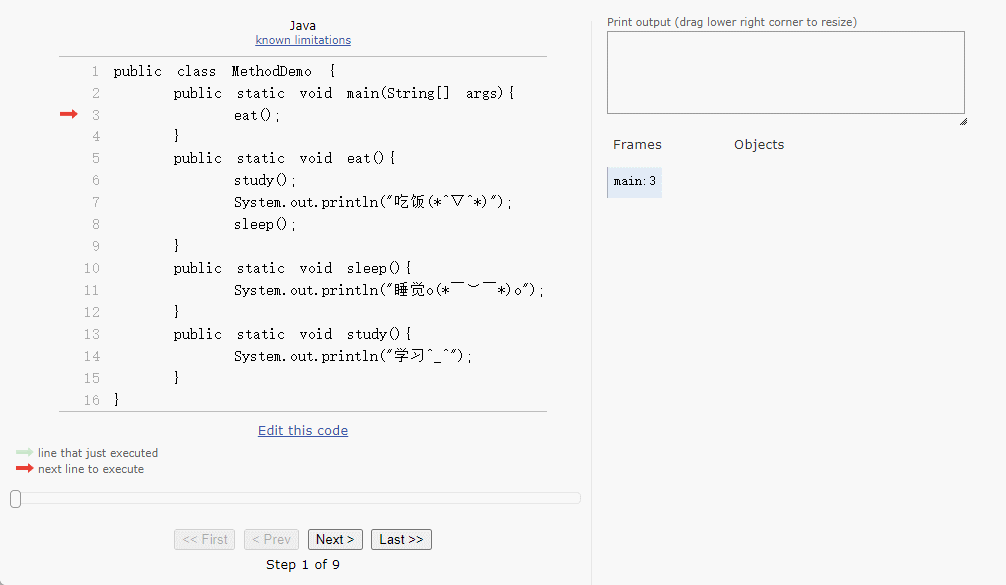 Java
known limitations
1 public class MethodDemo {
2 public static void main(String[] args){
3 eat();
4 }
5 public static void eat(){
6 study();
7 System.out.println("吃饭(*^▽^*)");
8 sleep();
9 }
10 public static void sleep(){
11 System.out.println("睡觉o(*￣︶￣*)o");
12 }
13 public static void study(){
14 System.out.println("学习^_^");
15 }
16 }
Edit this code
line that just executed
next line to execute
<< First < Prev Next > Last >>
Step 1 of 9
Print output (drag lower right corner to resize)
Frames Objects
main:3